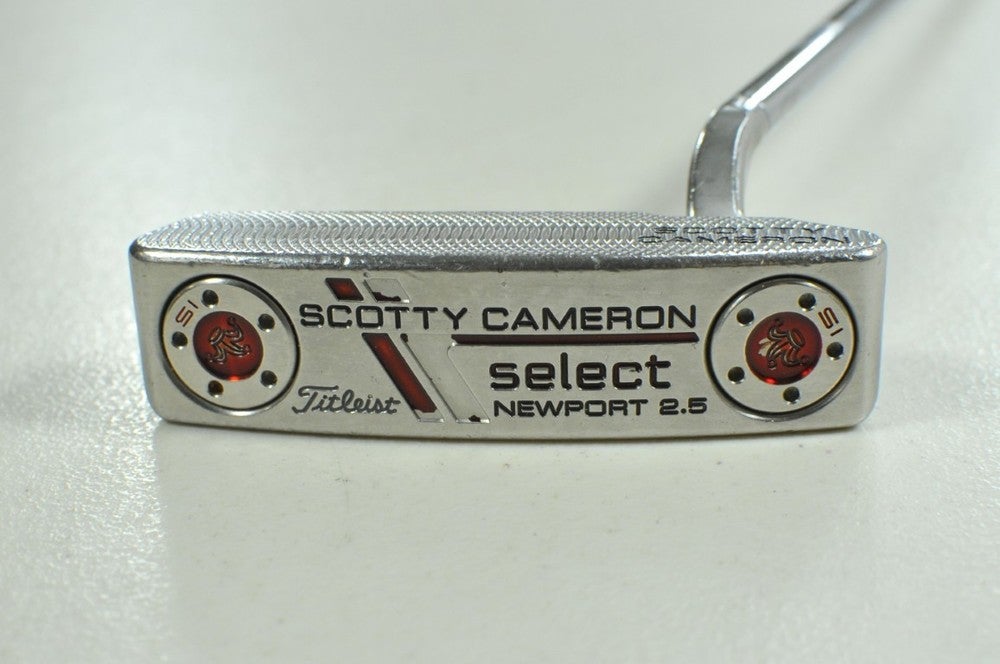 SCOTTY
CAMERON
SCOTTY CAMERON
select
Titleist
NEWPORT 2.5
15
15